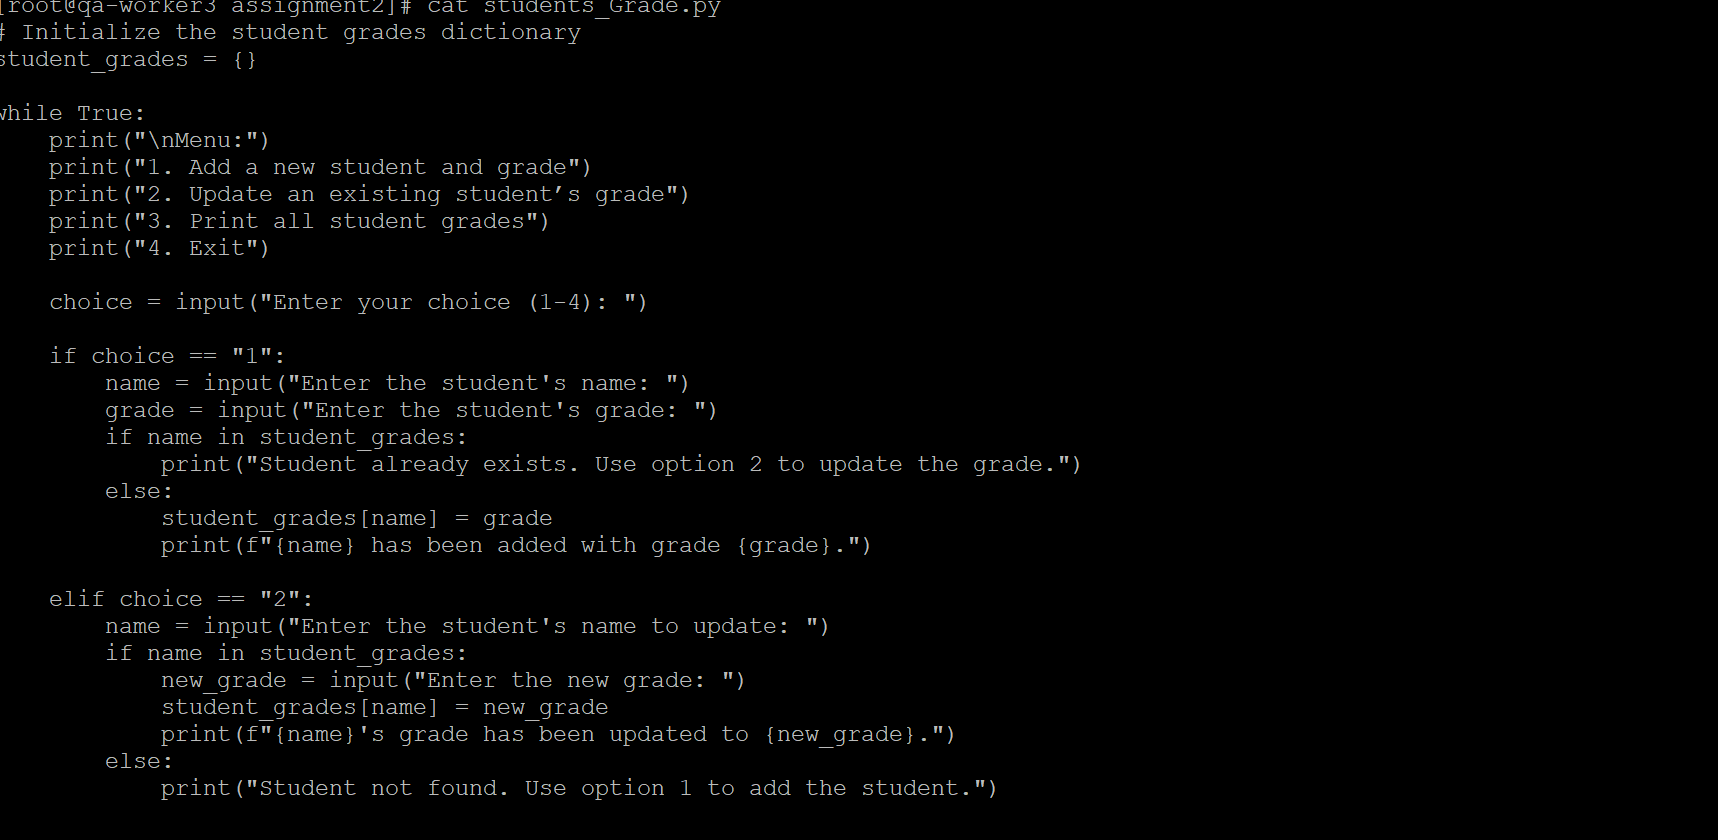 [root@qa-worker3 assignment2]# cat students_Grade.py
# Initialize the student grades dictionary
student_grades = {}

while True:
    print("\nMenu:")
    print("1. Add a new student and grade")
    print("2. Update an existing student’s grade")
    print("3. Print all student grades")
    print("4. Exit")

    choice = input("Enter your choice (1-4): ")

    if choice == "1":
        name = input("Enter the student's name: ")
        grade = input("Enter the student's grade: ")
        if name in student_grades:
            print("Student already exists. Use option 2 to update the grade.")
        else:
            student_grades[name] = grade
            print(f"{name} has been added with grade {grade}.")

    elif choice == "2":
        name = input("Enter the student's name to update: ")
        if name in student_grades:
            new_grade = input("Enter the new grade: ")
            student_grades[name] = new_grade
            print(f"{name}'s grade has been updated to {new_grade}.")
        else:
            print("Student not found. Use option 1 to add the student.")